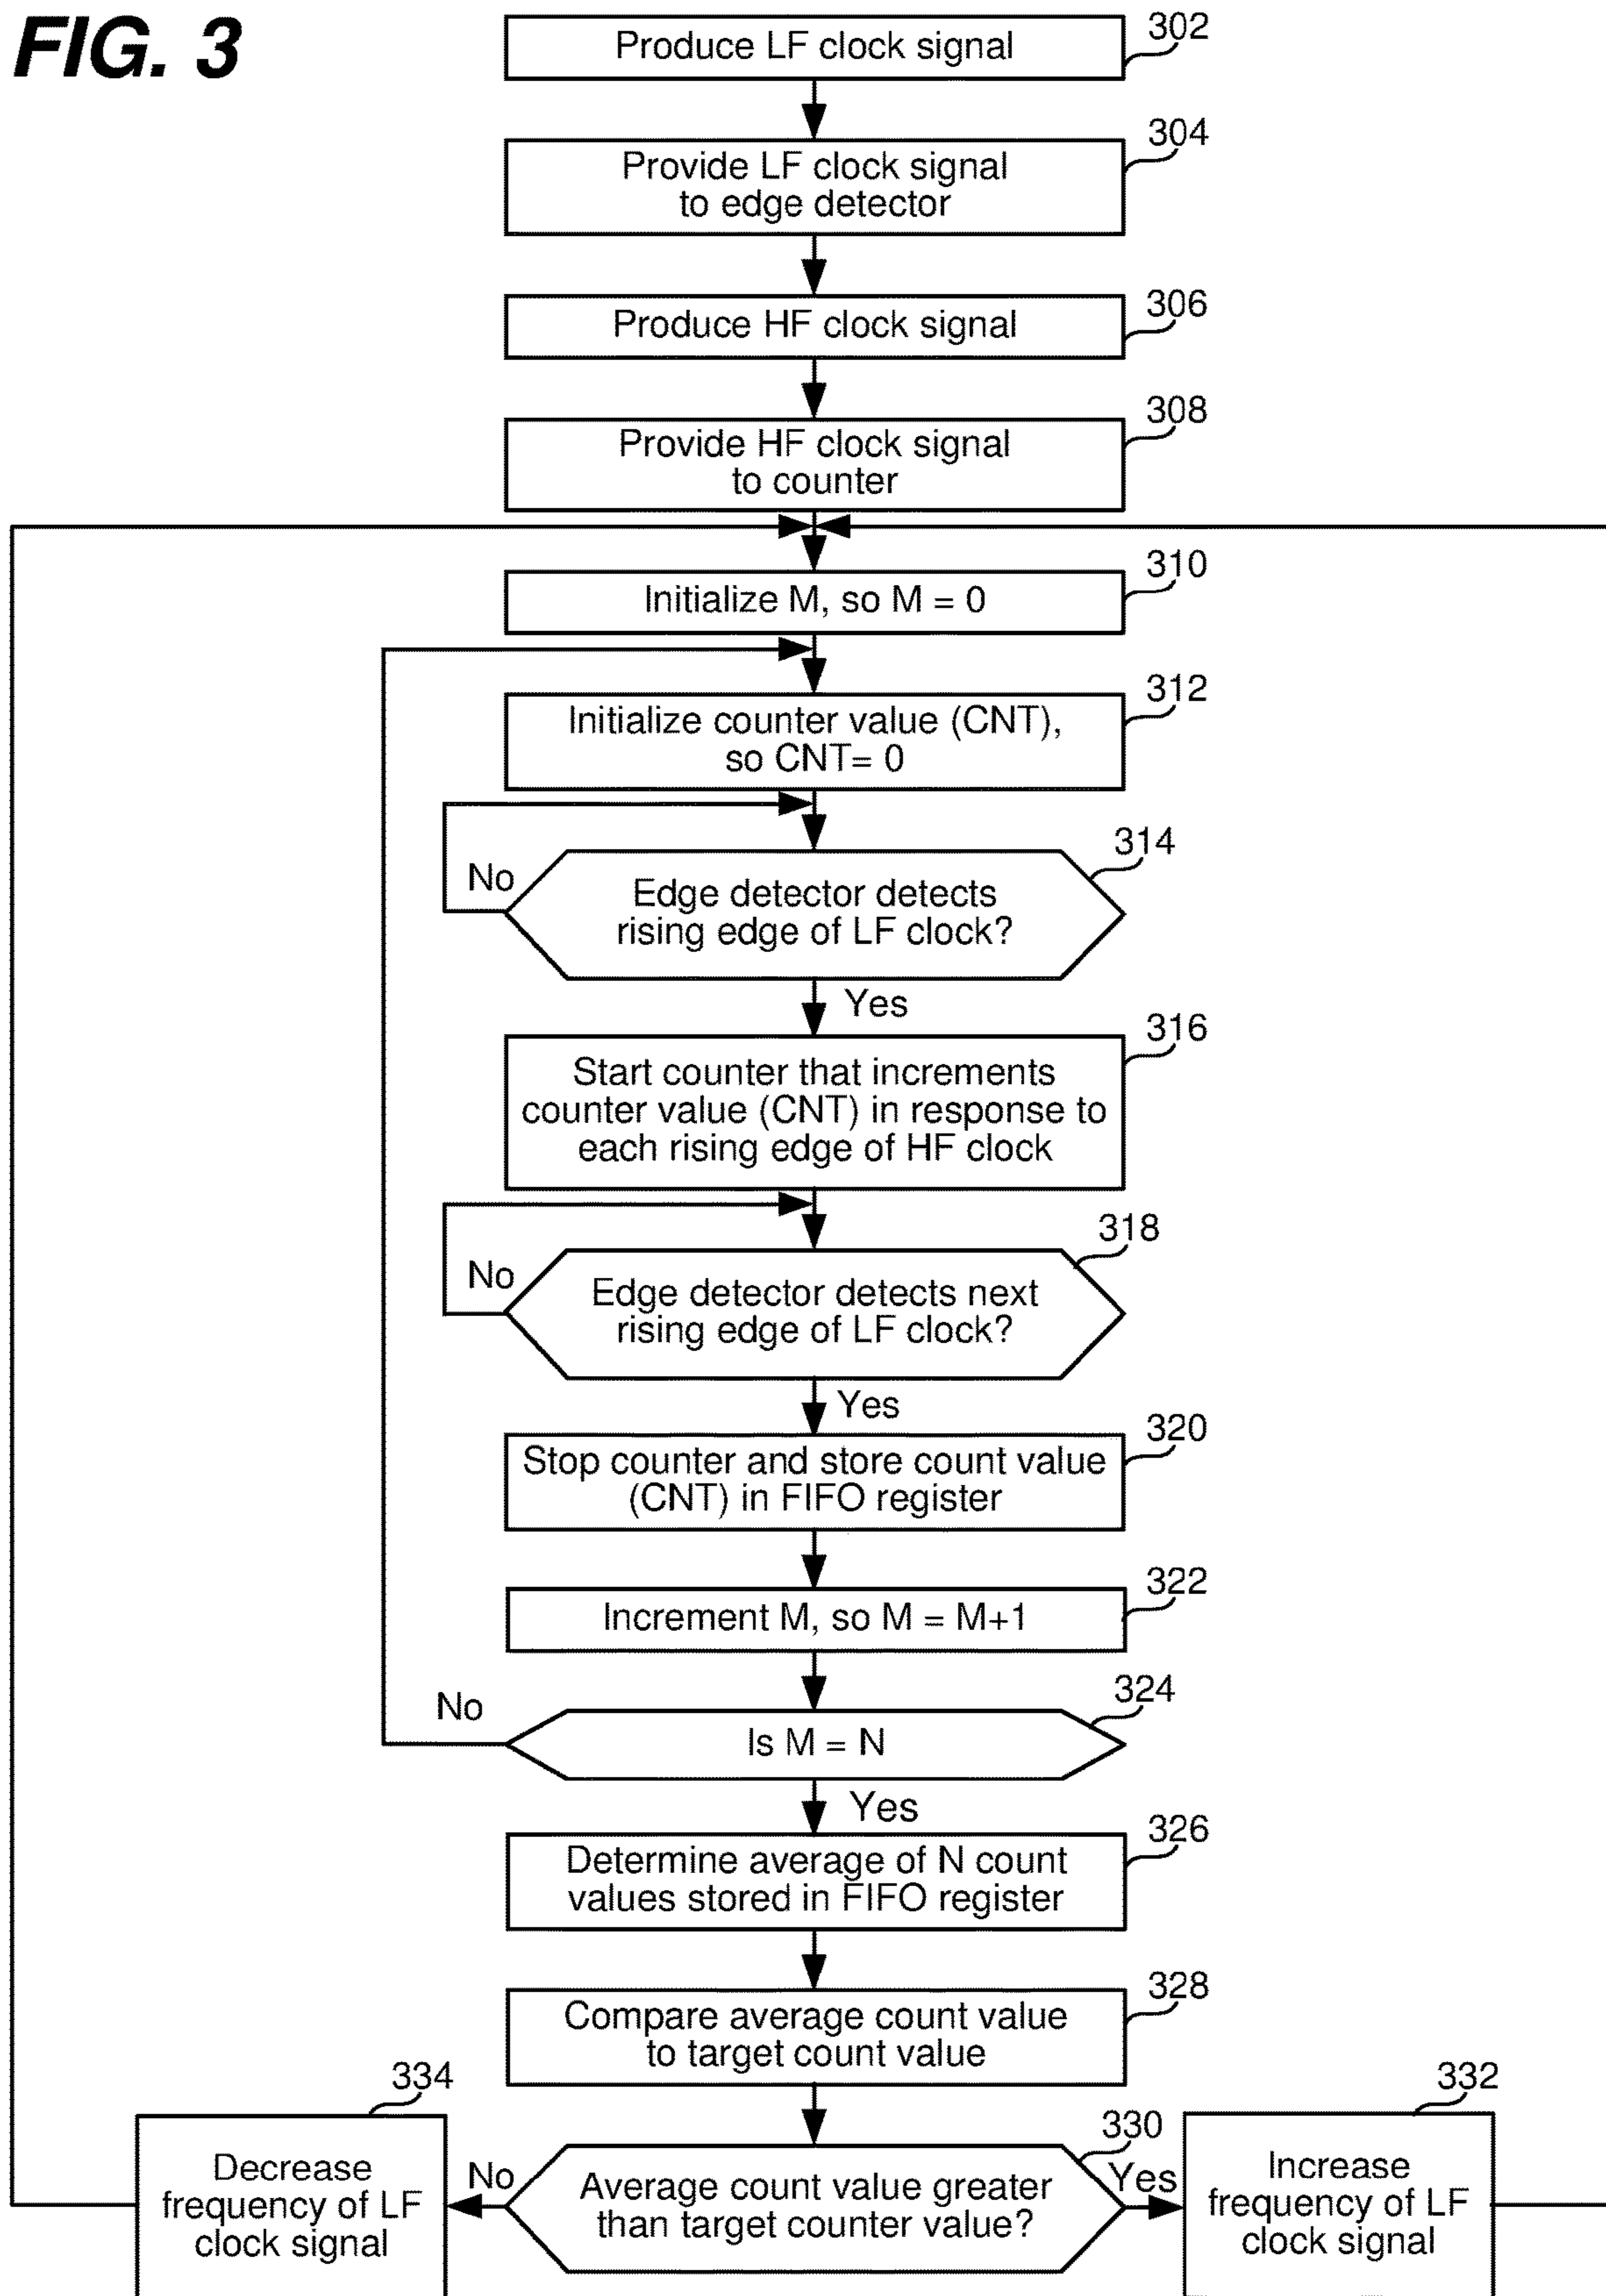 FIG. 3
Produce LF clock signal
302
Provide LF clock signal
to edge detector
304
Produce HF clock signal
306
Provide HF clock signal
to counter
308
Initialize M, so M = 0
310
Initialize counter value (CNT),
so CNT= 0
312
No
Edge detector detects
rising edge of LF clock?
314
Yes
Start counter that increments
counter value (CNT) in response to
each rising edge of HF clock
316
No
Edge detector detects next
rising edge of LF clock?
318
Yes
Stop counter and store count value
(CNT) in FIFO register
320
Increment M, so M = M+1
322
No
Is M = N
324
Yes
Determine average of N count
values stored in FIFO register
326
Compare average count value
to target count value
328
334
Decrease
frequency of LF
clock signal
No
Average count value greater
than target counter value?
330
Yes
332
Increase
frequency of LF
clock signal